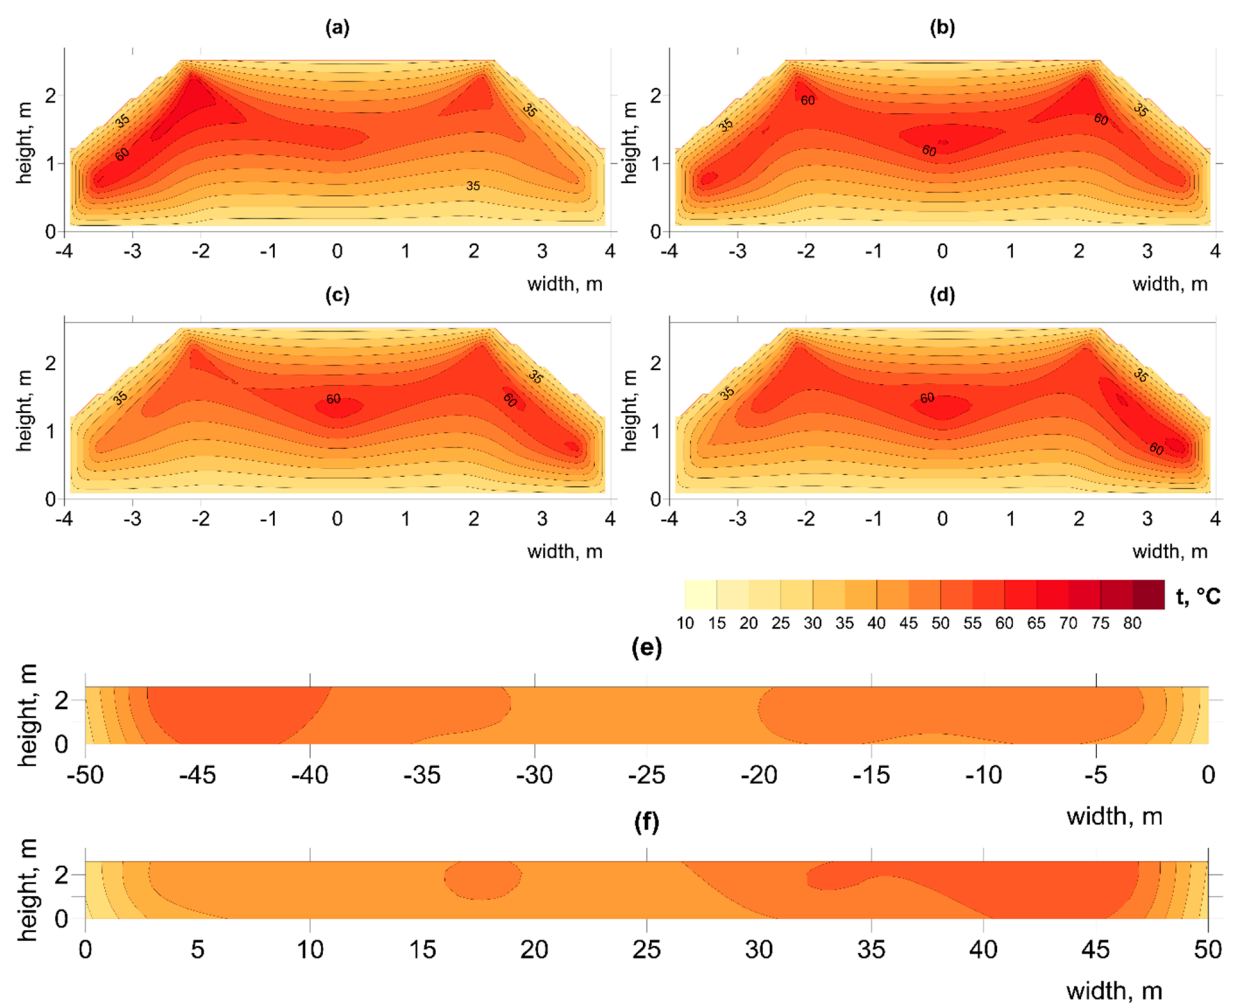 (a) (b)
height, m 2 35 60 35 1 35 0
-4 -3 -2 -1 0 1 2 3 4
width, m
height, m 2 60 35 35 60 60 1 0
-4 -3 -2 -1 0 1 2 3 4
width, m
(c) (d)
height, m 2 35 60 35 60 1 0
-4 -3 -2 -1 0 1 2 3 4
width, m
height, m 2 35 60 35 60 1 0
-4 -3 -2 -1 0 1 2 3 4
width, m
t, °C
10 15 20 25 30 35 40 45 50 55 60 65 70 75 80
(e)
height, m 2 0
-50 -45 -40 -35 -30 -25 -20 -15 -10 -5 0
width, m
(f)
height, m 2 0
0 5 10 15 20 25 30 35 40 45 50
width, m